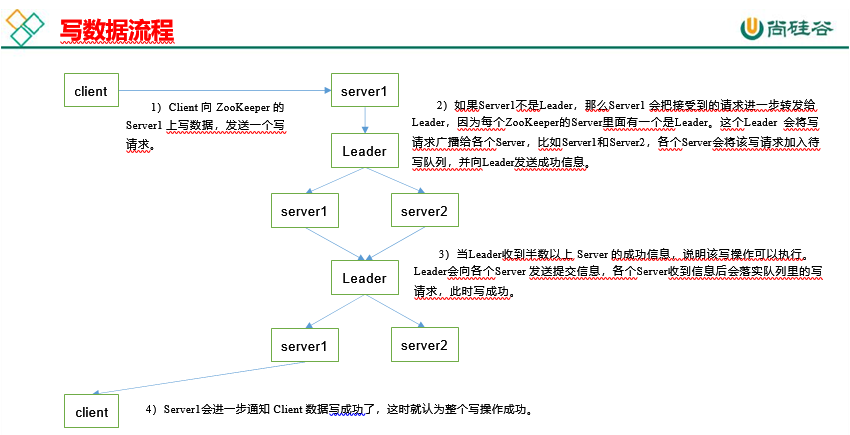 写数据流程
尚硅谷
client
server1
1）Client 向 ZooKeeper 的
Server1 上写数据，发送一个写
请求。
2）如果Server1不是Leader，那么Server1 会把接受到的请求进一步转发给
Leader，因为每个ZooKeeper的Server里面有一个是Leader。这个Leader 会将写
请求广播给各个Server，比如Server1和Server2，各个Server会将该写请求加入待
写队列，并向Leader发送成功信息。
Leader
server1
server2
3）当Leader收到半数以上 Server 的成功信息，说明该写操作可以执行。
Leader会向各个Server 发送提交信息，各个Server收到信息后会落实队列里的写
请求，此时写成功。
Leader
server1
server2
client
4）Server1会进一步通知 Client 数据写成功了，这时就认为整个写操作成功。